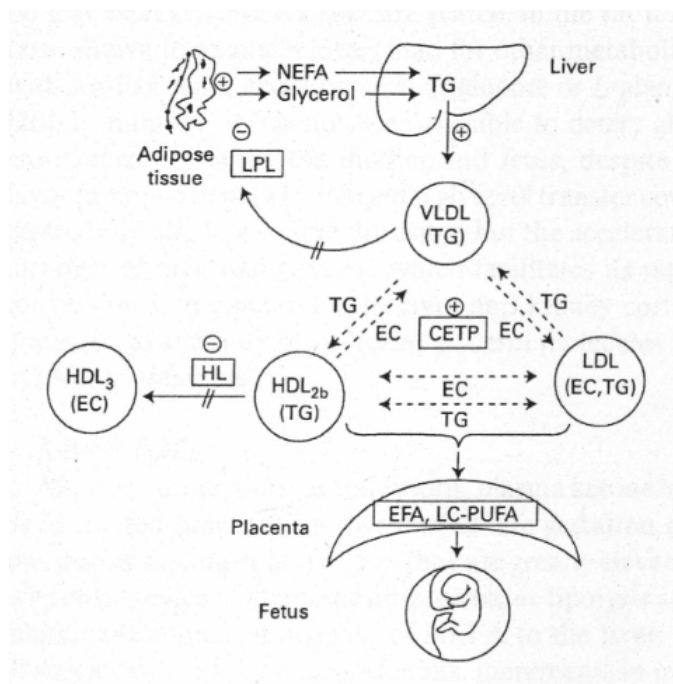 NEFA
Glycerol
TG
Liver
+
+
−
Adipose
tissue
LPL
VLDL
(TG)
TG
EC
+
CETP
TG
EC
−
HL
HDL3
(EC)
HDL2b
(TG)
EC
TG
LDL
(EC,TG)
Placenta
EFA, LC-PUFA
Fetus